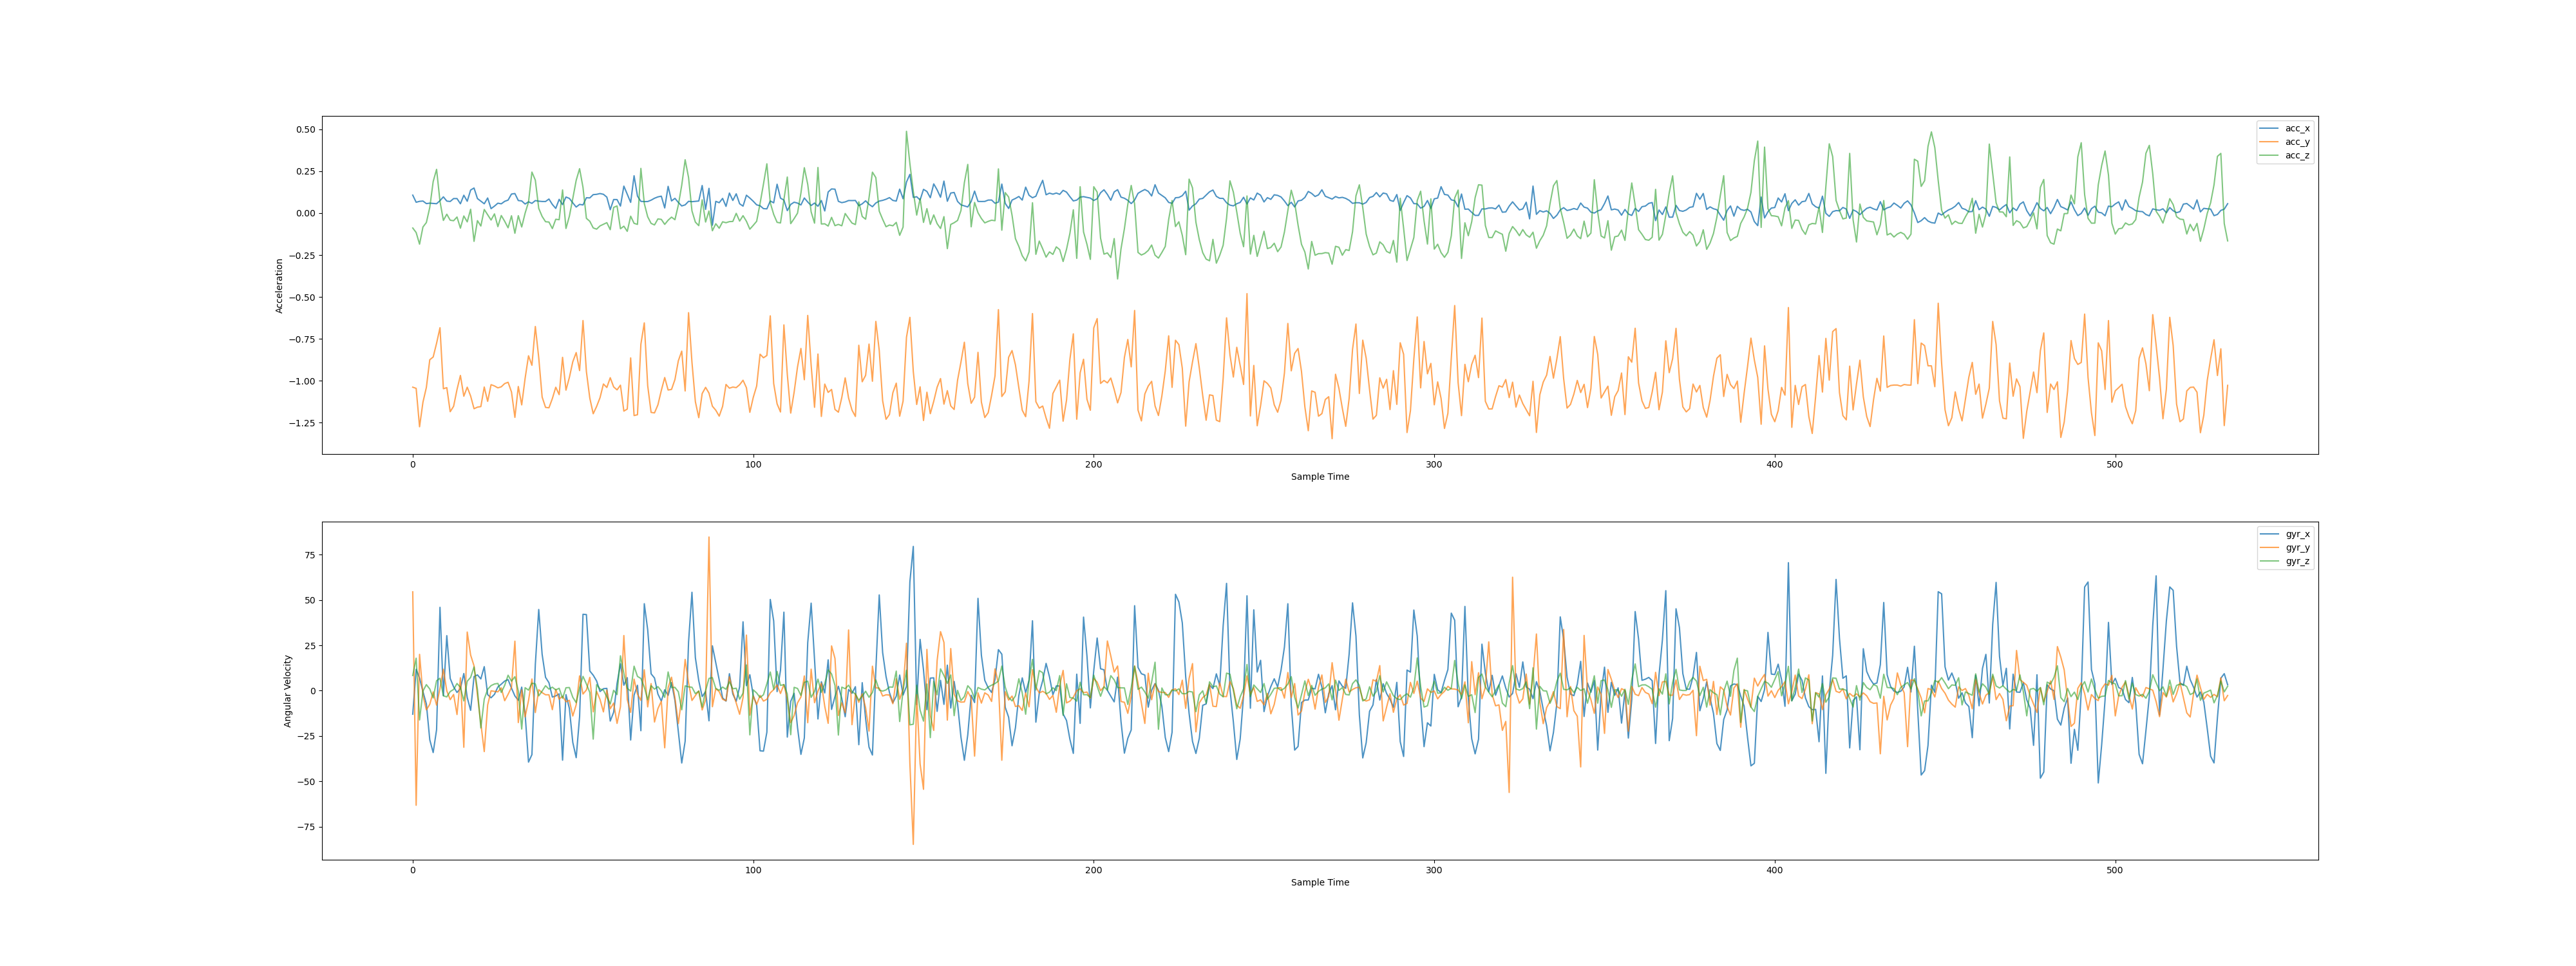 0.50
0.25
0.00
−0.25
−0.50
−0.75
−1.00
−1.25
Acceleration
acc_x
acc_y
acc_z
0 100 200 300 400 500
Sample Time
75
50
25
0
−25
−50
−75
Angular Velocity
gyr_x
gyr_y
gyr_z
0 100 200 300 400 500
Sample Time